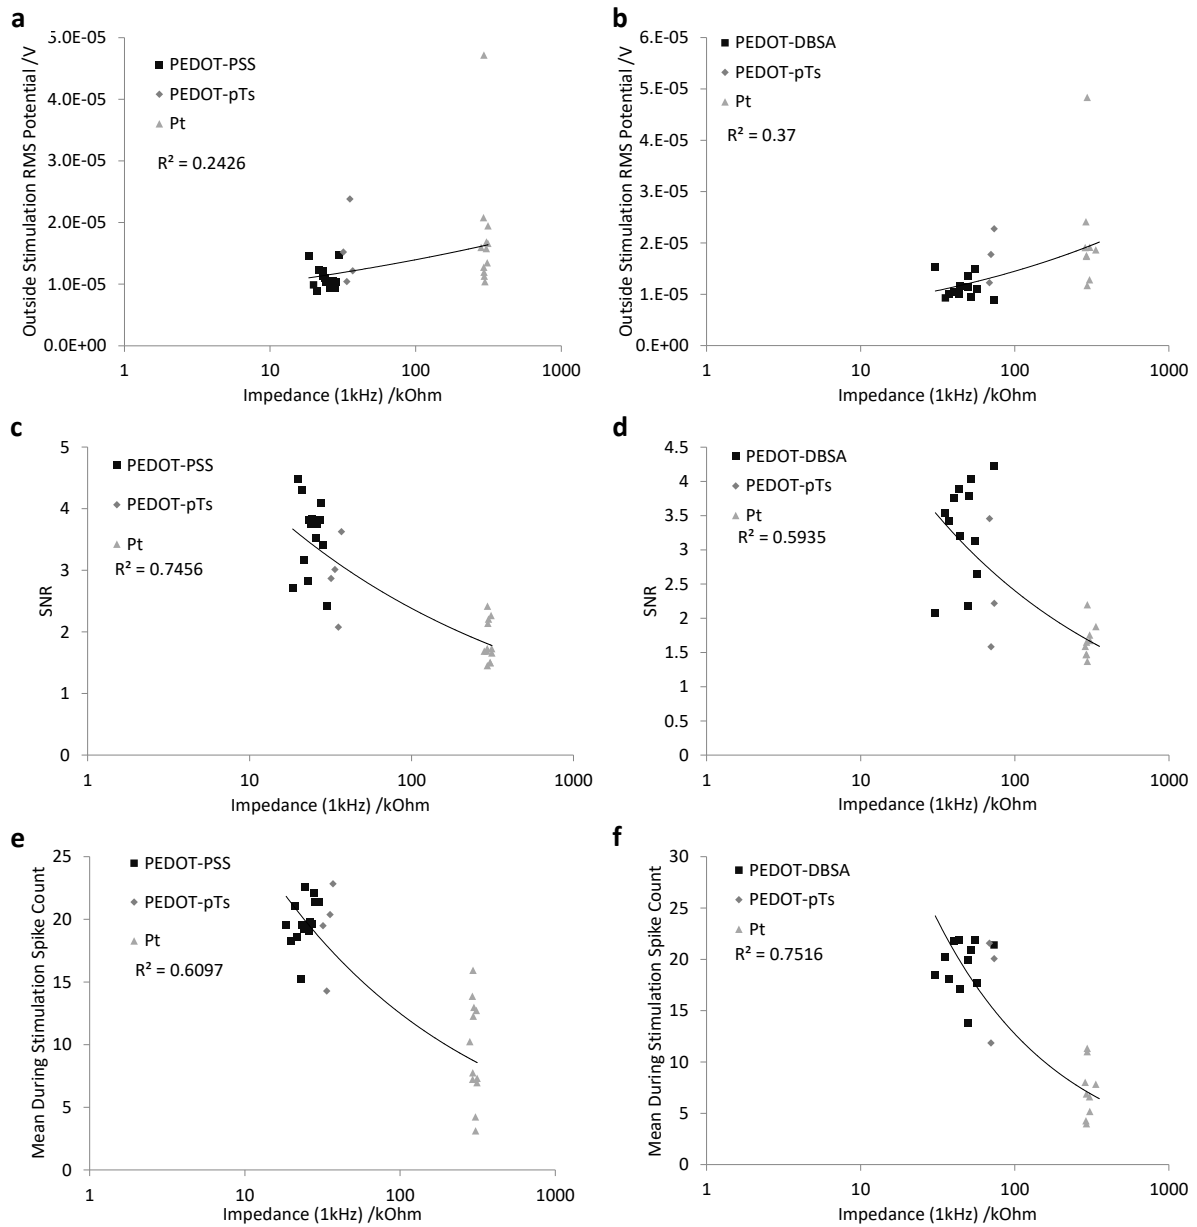 a
Outside Stimulation RMS Potential /V
5.0E-05
4.0E-05
3.0E-05
2.0E-05
1.0E-05
0.0E+00
PEDOT-PSS
PEDOT-pTs
Pt
R² = 0.2426
1 10 100 1000
Impedance (1kHz) /kOhm
b
Outside Stimulation RMS Potential /V
6.E-05
5.E-05
4.E-05
3.E-05
2.E-05
1.E-05
0.E+00
PEDOT-DBSA
PEDOT-pTs
Pt
R² = 0.37
1 10 100 1000
Impedance (1kHz) /kOhm
c
SNR
5
4
3
2
1
0
PEDOT-PSS
PEDOT-pTs
Pt
R² = 0.7456
1 10 100 1000
Impedance (1kHz) /kOhm
d
SNR
4.5
4
3.5
3
2.5
2
1.5
1
0.5
0
PEDOT-DBSA
PEDOT-pTs
Pt
R² = 0.5935
1 10 100 1000
Impedance (1kHz) /kOhm
e
Mean During Stimulation Spike Count
25
20
15
10
5
0
PEDOT-PSS
PEDOT-pTs
Pt
R² = 0.6097
1 10 100 1000
Impedance (1kHz) /kOhm
f
Mean During Stimulation Spike Count
30
25
20
15
10
5
0
PEDOT-DBSA
PEDOT-pTs
Pt
R² = 0.7516
1 10 100 1000
Impedance (1kHz) /kOhm